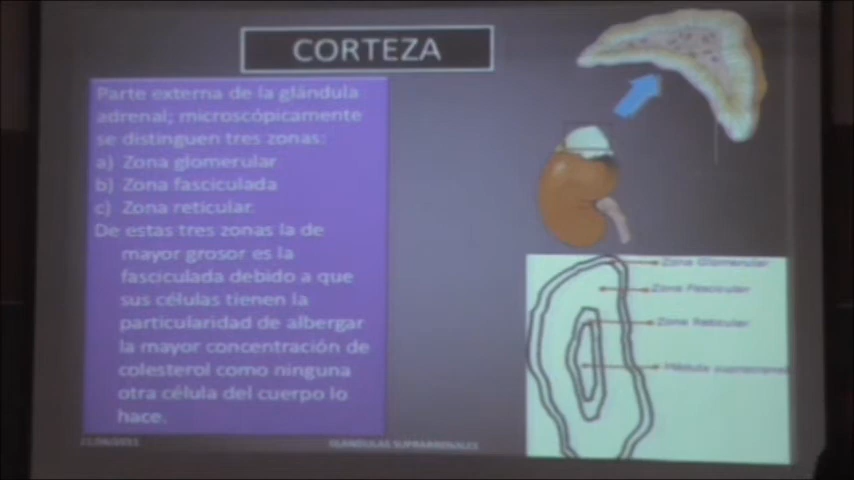 CORTEZA
Parte externa de la glándula
adrenal; microscópicamente
se distinguen tres zonas:
a) Zona glomerular
b) Zona fasciculada
c) Zona reticular.
De estas tres zonas la de
mayor grosor es la
fasciculada debido a que
sus células tienen la
particularidad de albergar
la mayor concentración de
colesterol como ninguna
otra célula del cuerpo lo
hace.
Zona Glomerular
Zona Fascicular
Zona Reticular
Médula
GLANDULAS SUPRARRENALES